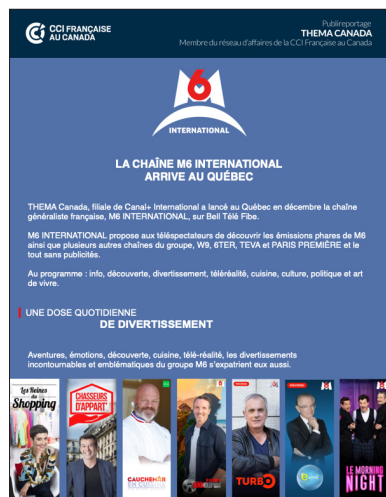 CCI FRANÇAISE
AU CANADA
Publireportage
THEMA CANADA
Membre du réseau d'affaires de la CCI Française au Canada
M6
INTERNATIONAL
LA CHAÎNE M6 INTERNATIONAL
ARRIVE AU QUÉBEC
THEMA Canada, filiale de Canal+ International a lancé au Québec en décembre la chaîne
généraliste française, M6 INTERNATIONAL, sur Bell Télé Fibe.
M6 INTERNATIONAL propose aux téléspectateurs de découvrir les émissions phares de M6
ainsi que plusieurs autres chaînes du groupe, W9, 6TER, TEVA et PARIS PREMIÈRE et le
tout sans publicités.
Au programme : info, découverte, divertissement, téléréalité, cuisine, culture, politique et art
de vivre.
UNE DOSE QUOTIDIENNE
DE DIVERTISSEMENT
Aventures, émotions, découverte, cuisine, télé-réalité, les divertissements
incontournables et emblématiques du groupe M6 s'expatrient eux aussi.
Les Reines
du
Shopping
CHASSEURS
D'APPART'
CAUCHEMAR
EN CUISINE
TURBO
LE MORNING
NIGHT